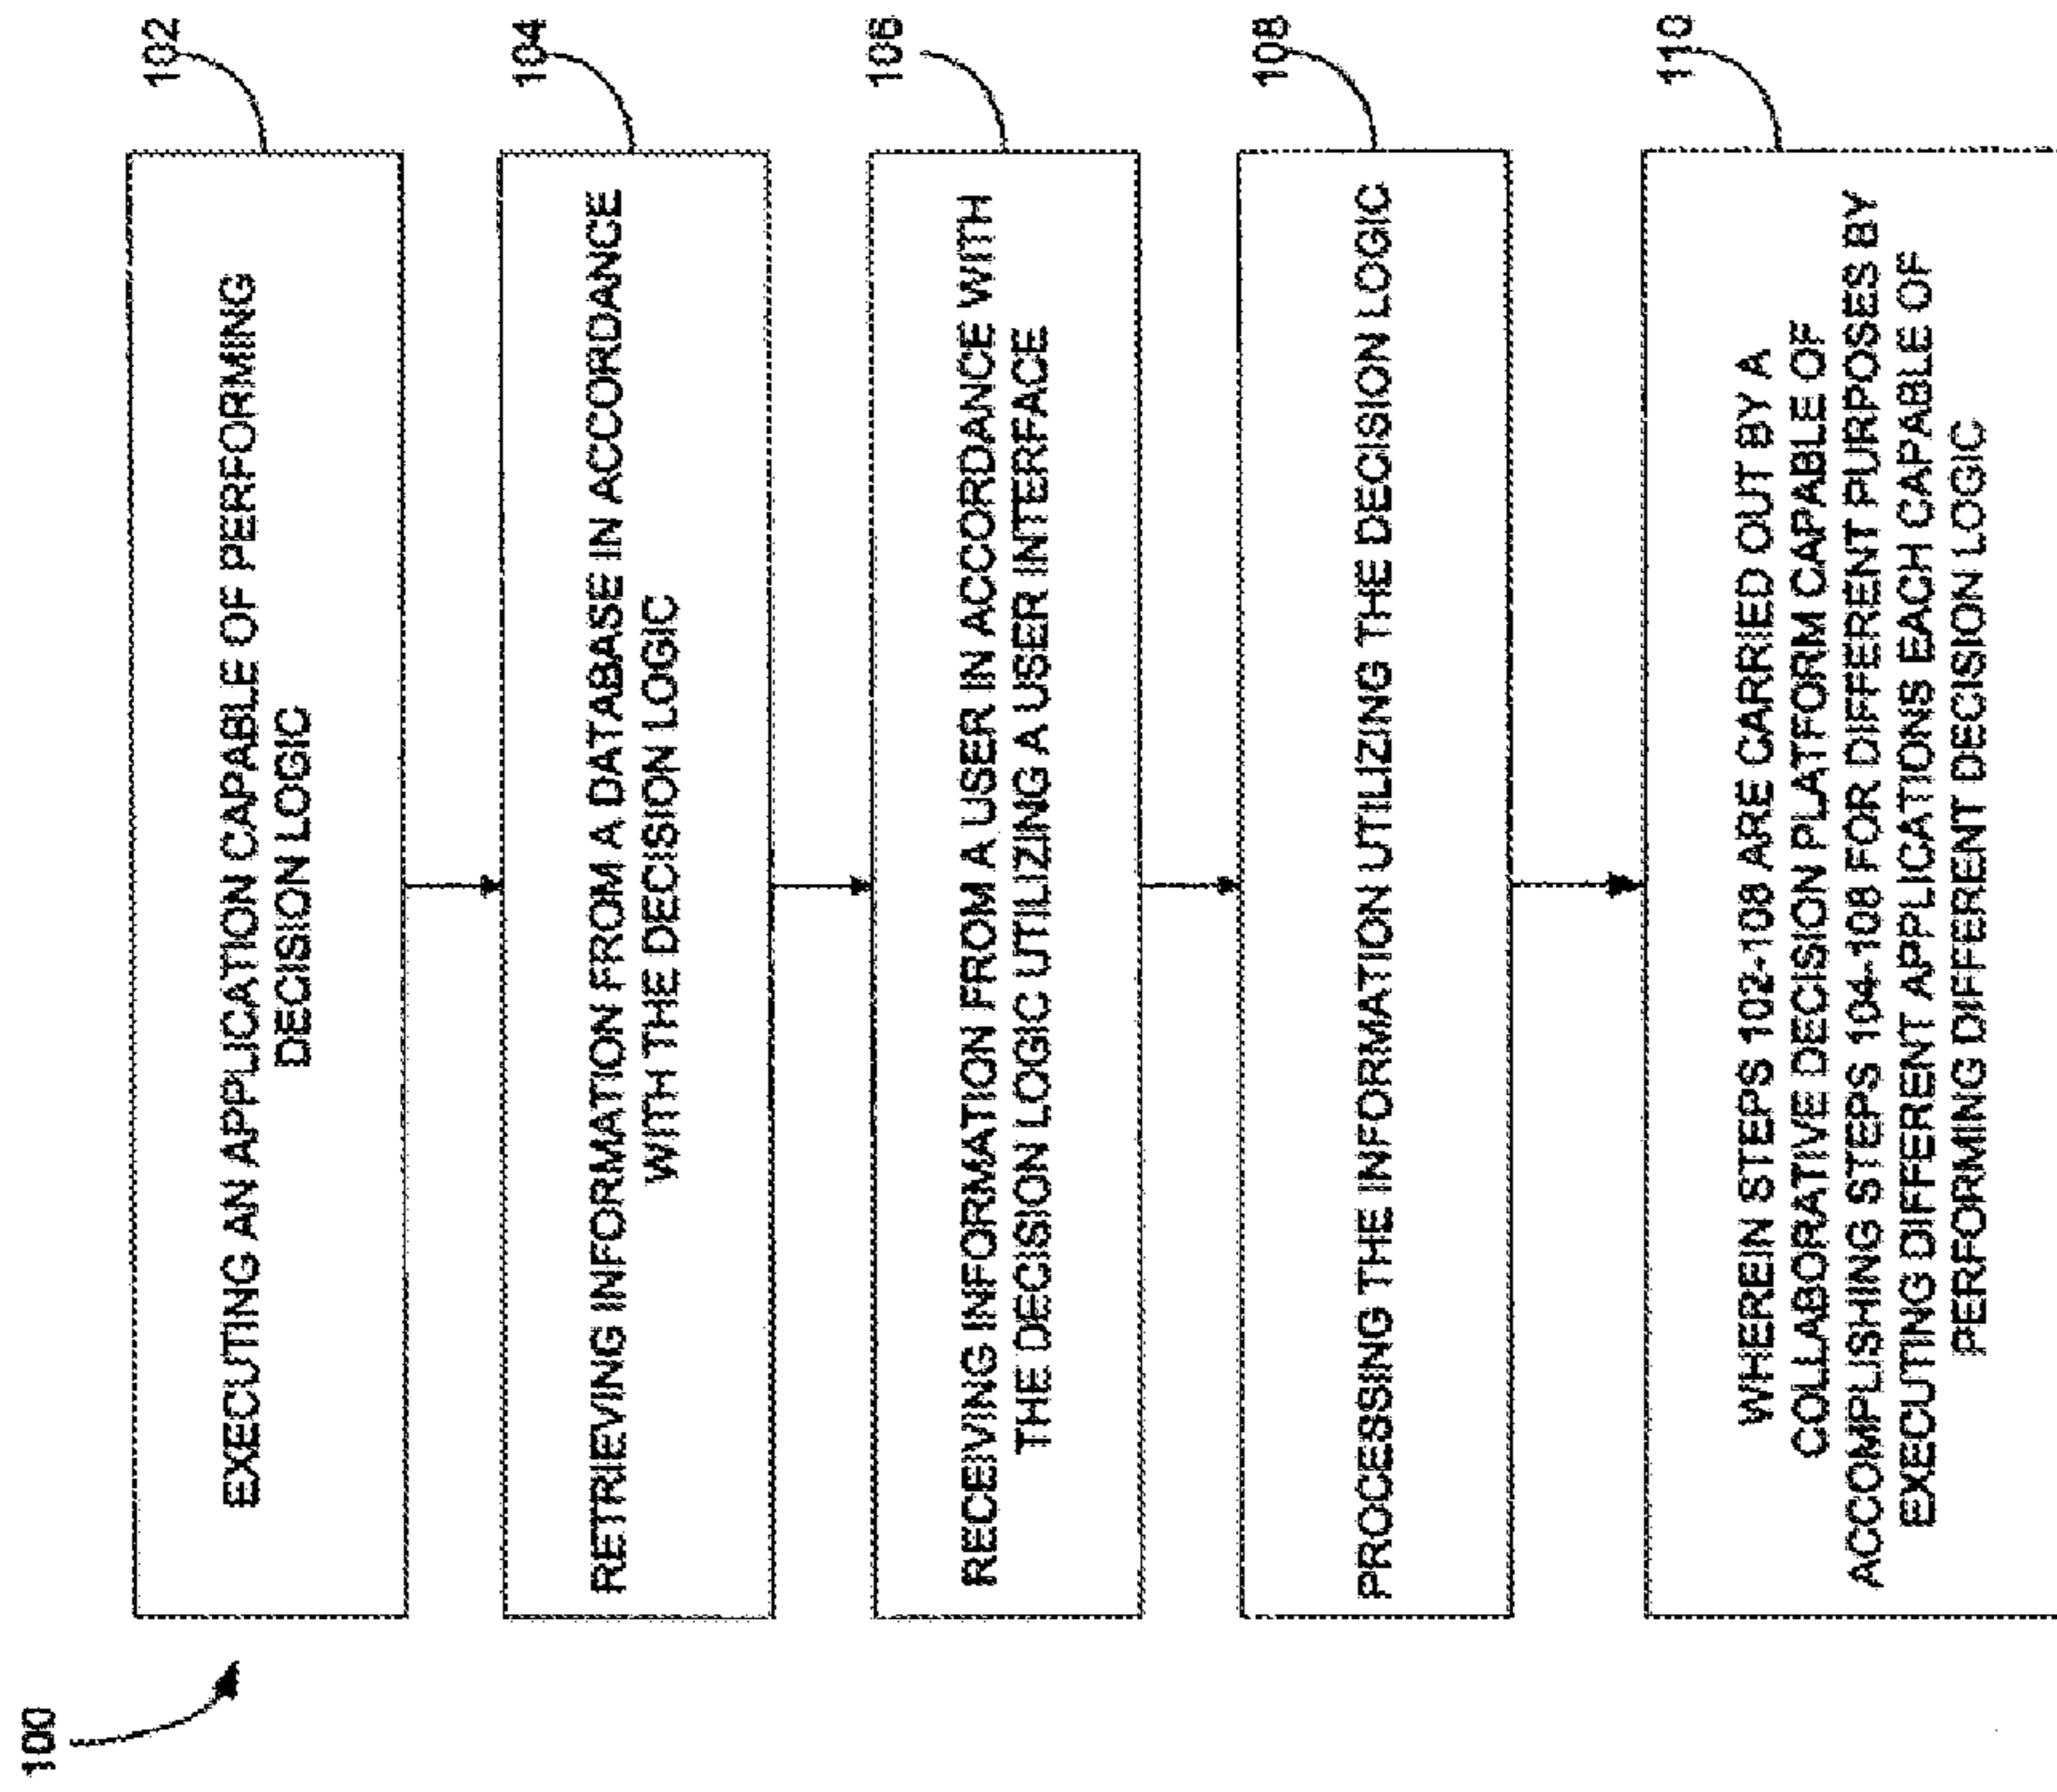 100
102
EXECUTING AN APPLICATION CAPABLE OF PERFORMING
DECISION LOGIC
104
RETRIEVING INFORMATION FROM A DATABASE IN ACCORDANCE
WITH THE DECISION LOGIC
106
RECEIVING INFORMATION FROM A USER IN ACCORDANCE WITH
THE DECISION LOGIC UTILIZING A USER INTERFACE
108
PROCESSING THE INFORMATION UTILIZING THE DECISION LOGIC
110
WHEREIN STEPS 102-108 ARE CARRIED OUT BY A
COLLABORATIVE DECISION PLATFORM CAPABLE OF
ACCOMPLISHING STEPS 104-108 FOR DIFFERENT PURPOSES BY
EXECUTING DIFFERENT APPLICATIONS EACH CAPABLE OF
PERFORMING DIFFERENT DECISION LOGIC